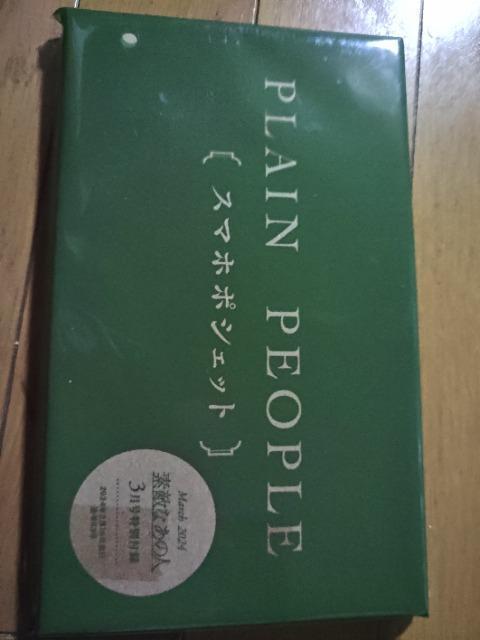 PLAIN PEOPLE
〔 スマホポシェット 〕
March 2024
素敵なあの人
3月号特別付録